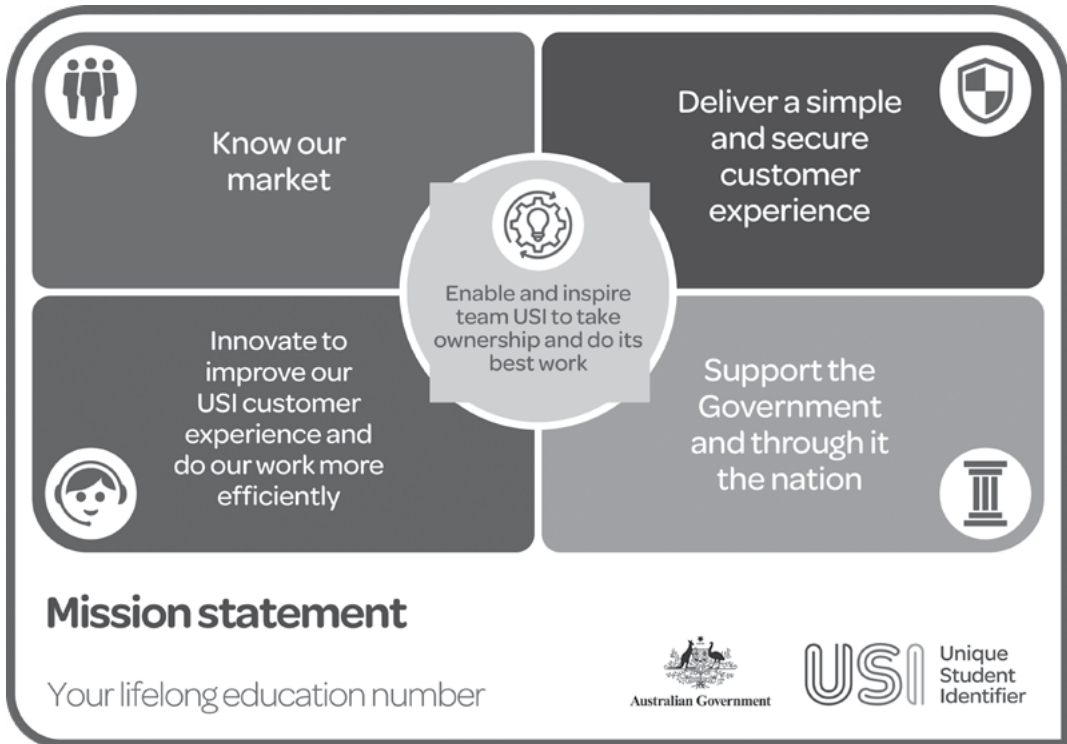 Know our
market
Deliver a simple
and secure
customer
experience
Enable and inspire
team USI to take
ownership and do its
best work
Innovate to
improve our
USI customer
experience and
do our work more
efficiently
Support the
Government
and through it
the nation
Mission statement
Your lifelong education number
Australian Government
USI
Unique
Student
Identifier